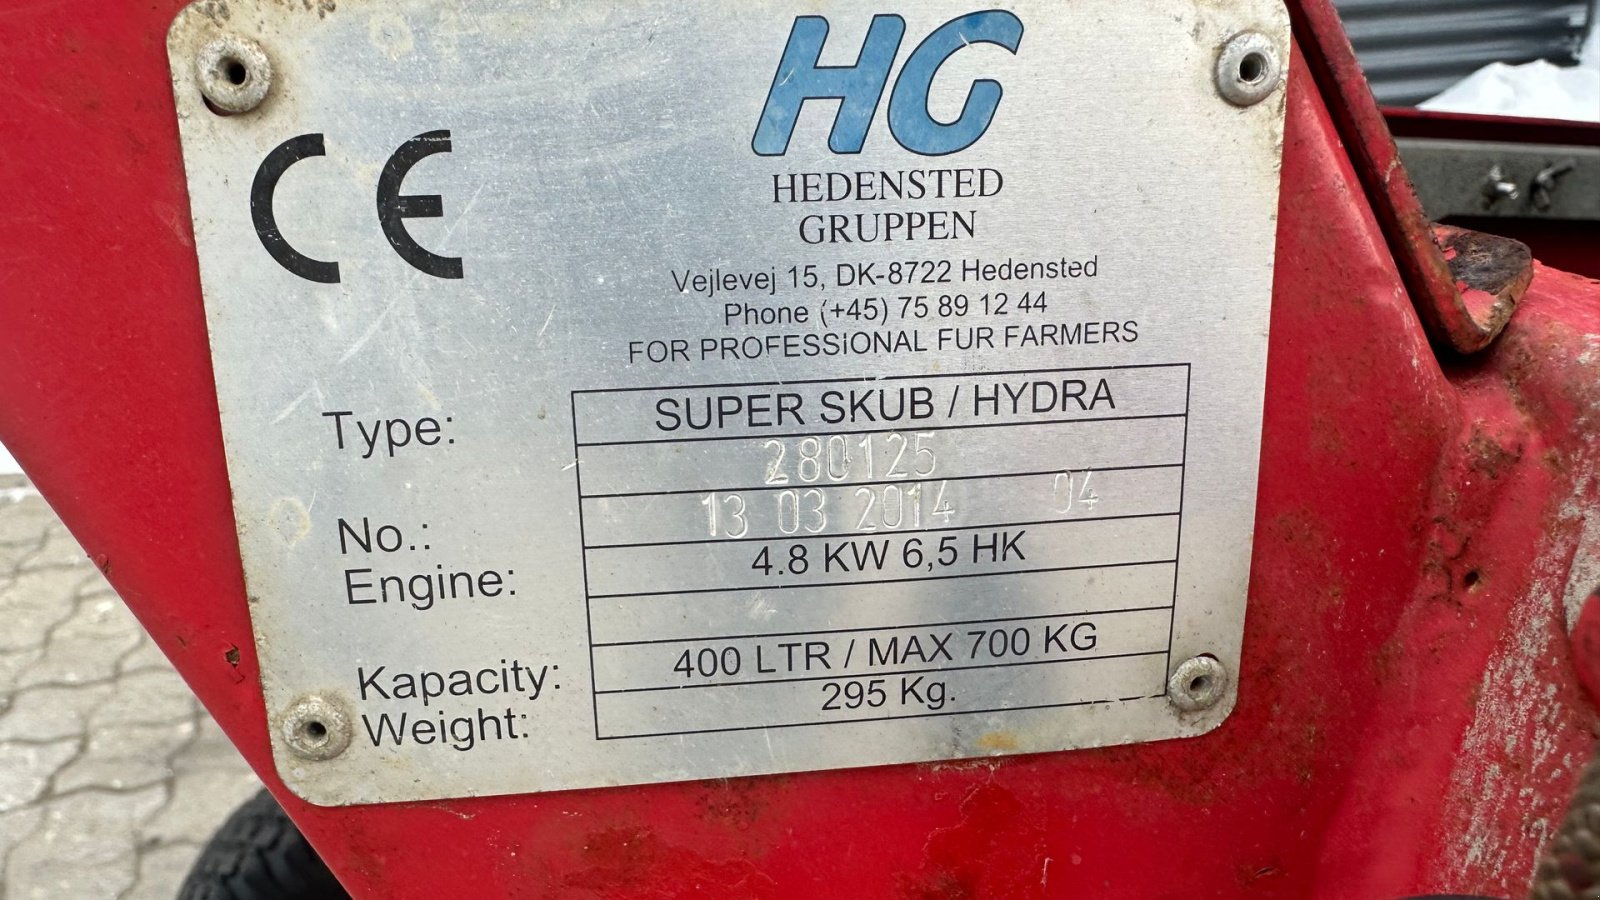 HG
CE
HEDENSTED
GRUPPEN
Vejlevej 15, DK-8722 Hedensted
Phone (+45) 75 89 12 44
FOR PROFESSiONAL FUR FARMERS
Type: SUPER SKUB / HYDRA
280125
No.: 13 03 2014 04
Engine: 4.8 KW 6,5 HK
Kapacity: 400 LTR / MAX 700 KG
Weight: 295 Kg.